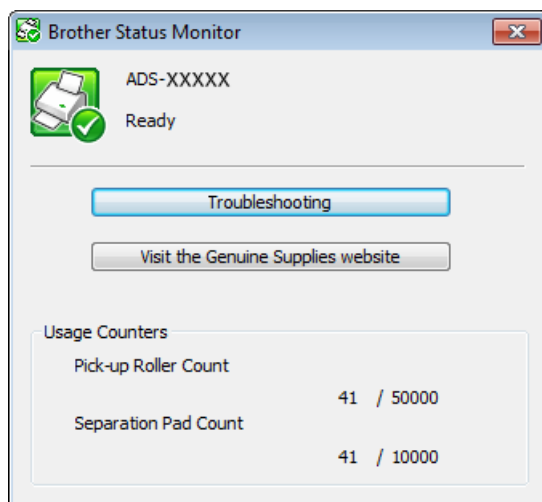 Brother Status Monitor
ADS-XXXXX
Ready
Troubleshooting
Visit the Genuine Supplies website
Usage Counters
Pick-up Roller Count
41 / 50000
Separation Pad Count
41 / 10000